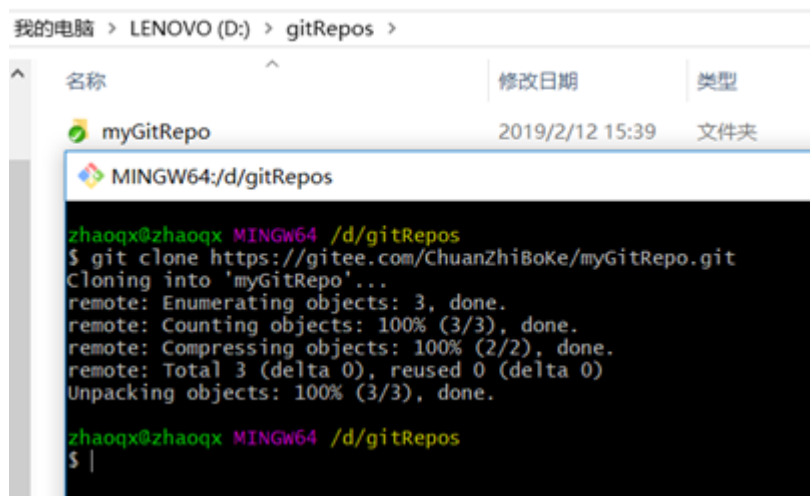 我的电脑 > LENOVO (D:) > gitRepos >
名称 修改日期 类型
myGitRepo 2019/2/12 15:39 文件夹
MINGW64:/d/gitRepos
zhaoqx@zhaoqx MINGW64 /d/gitRepos
$ git clone https://gitee.com/ChuanZhiBoKe/myGitRepo.git
Cloning into 'myGitRepo'...
remote: Enumerating objects: 3, done.
remote: Counting objects: 100% (3/3), done.
remote: Compressing objects: 100% (2/2), done.
remote: Total 3 (delta 0), reused 0 (delta 0)
Unpacking objects: 100% (3/3), done.
zhaoqx@zhaoqx MINGW64 /d/gitRepos
$